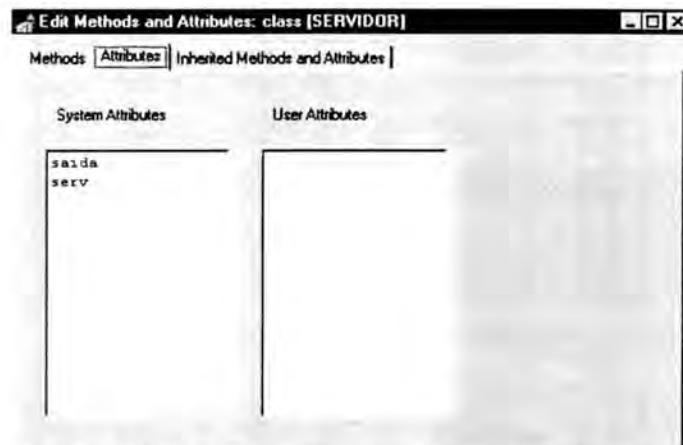 Edit Methods and Attributes: class [SERVIDOR]
Methods Attributes Inherited Methods and Attributes
System Attributes User Attributes
saida
serv